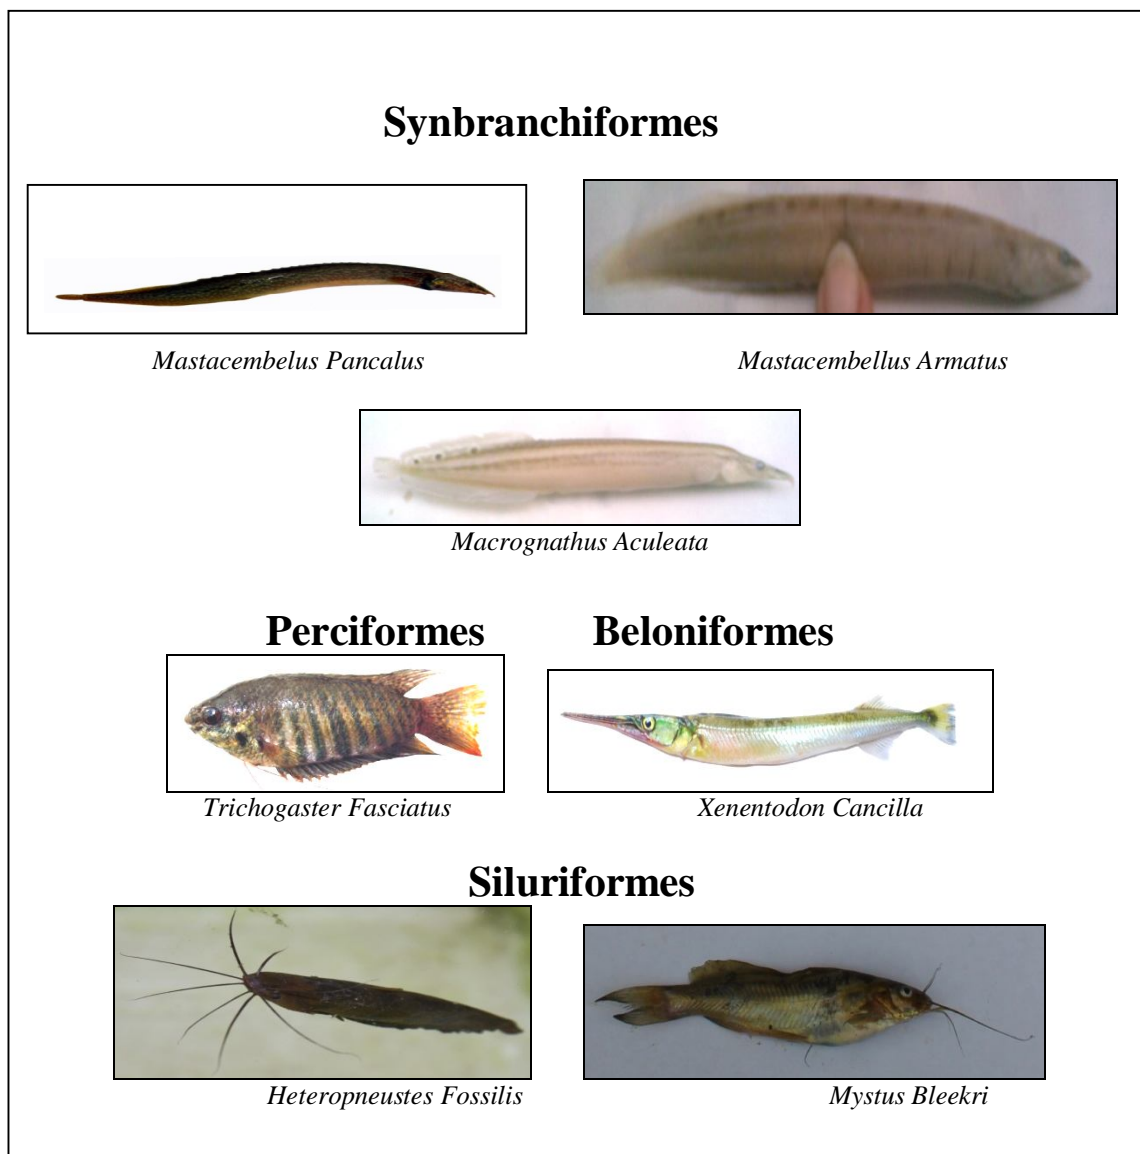 Synbranchiformes
Mastacembelus Pancalus
Mastacembellus Armatus
Macrognathus Aculeata
Perciformes
Beloniformes
Trichogaster Fasciatus
Xenentodon Cancilla
Siluriformes
Heteropneustes Fossilis
Mystus Bleekri